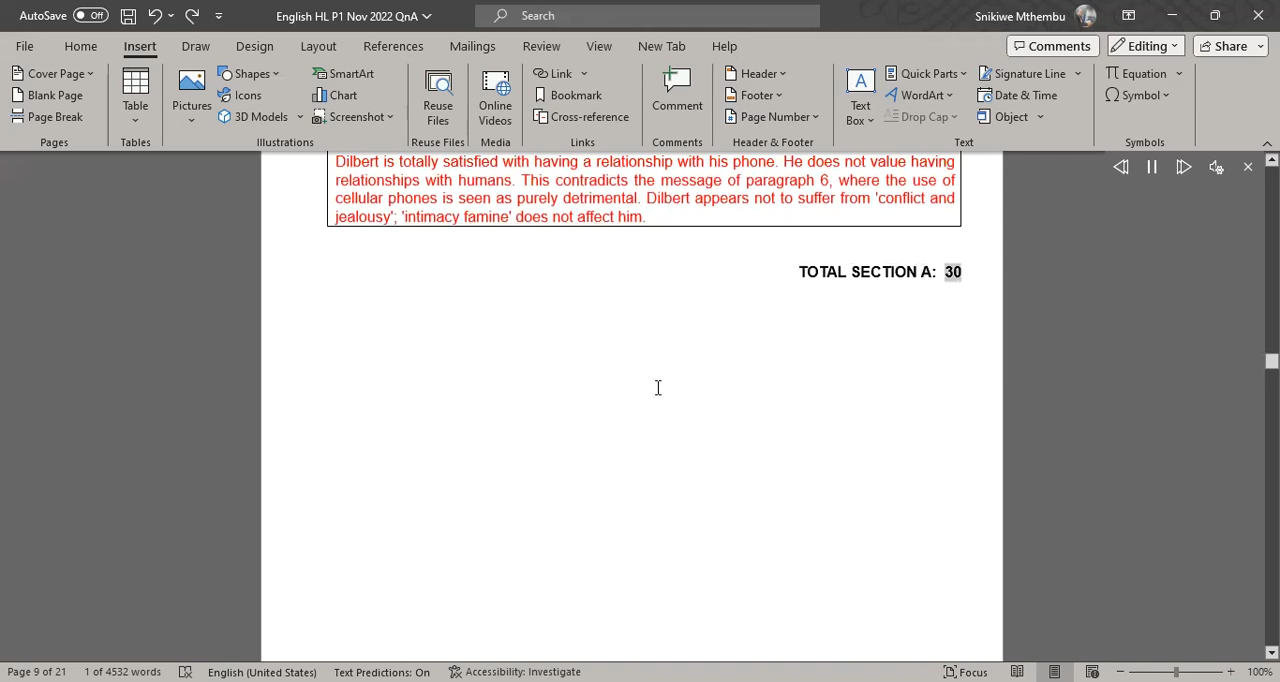 AutoSave Off English HL P1 Nov 2022 QnA Search Snikiwe Mthembu
File Home Insert Draw Design Layout References Mailings Review View New Tab Help Comments Editing Share
Cover Page
Blank Page
Page Break
Pages
Table
Tables
Pictures
Shapes
Icons
3D Models
SmartArt
Chart
Screenshot
Illustrations
Reuse
Files
Reuse Files
Online
Videos
Media
Link
Bookmark
Cross-reference
Links
Comment
Comments
Header
Footer
Page Number
Header & Footer
Text
Box
Quick Parts
WordArt
Drop Cap
Signature Line
Date & Time
Object
Text
Equation
Symbol
Symbols
Dilbert is totally satisfied with having a relationship with his phone. He does not value having
relationships with humans. This contradicts the message of paragraph 6, where the use of
cellular phones is seen as purely detrimental. Dilbert appears not to suffer from 'conflict and
jealousy'; 'intimacy famine' does not affect him.
TOTAL SECTION A: 30
Page 9 of 21 1 of 4532 words English (United States) Text Predictions: On Accessibility: Investigate Focus 100%